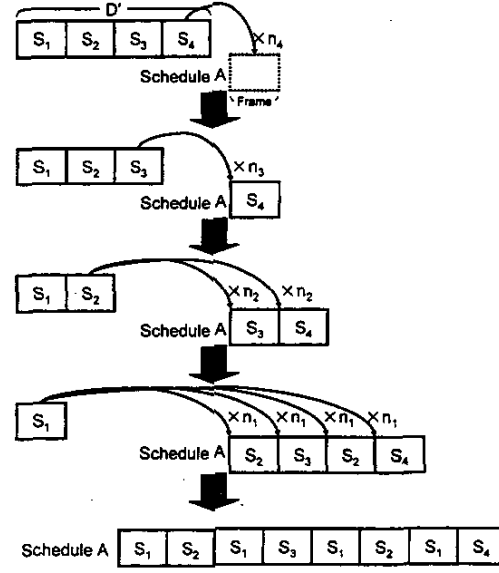 D'
S₁ S₂ S₃ S₄ ×n₄
Schedule A
Frame
S₁ S₂ S₃ ×n₃
Schedule A S₄
S₁ S₂ ×n₂ ×n₂
Schedule A S₃ S₄
S₁ ×n₁ ×n₁ ×n₁ ×n₁
Schedule A S₂ S₃ S₂ S₄
Schedule A S₁ S₂ S₁ S₃ S₁ S₂ S₁ S₄